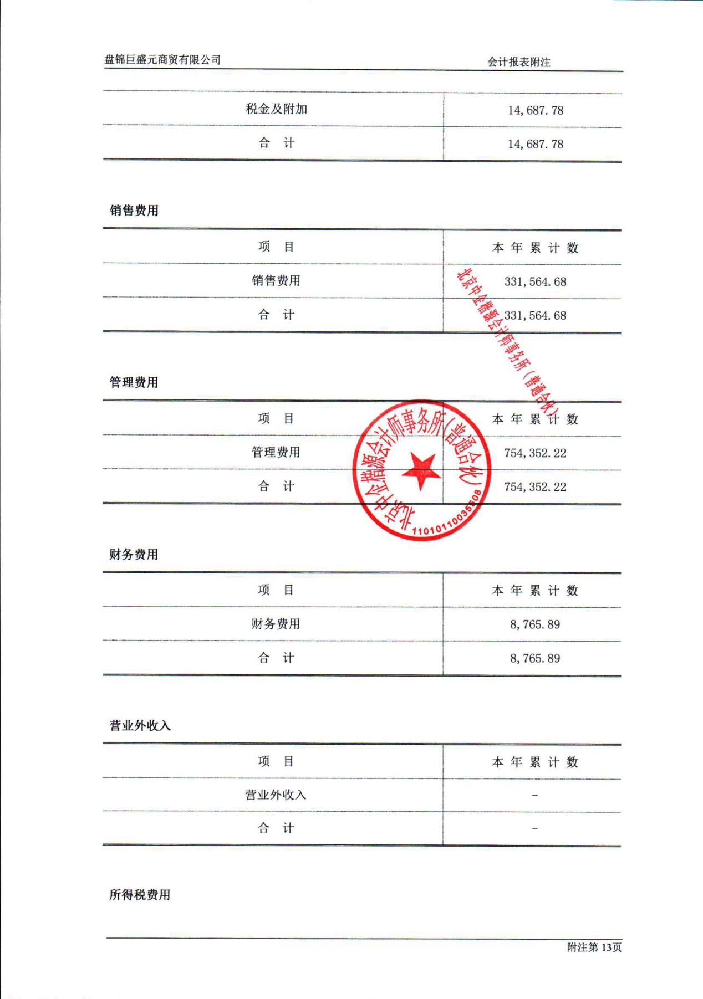 盘锦巨盛元商贸有限公司 会计报表附注
税金及附加 14,687.78
合 计 14,687.78
销售费用
项 目 本年累计数
销售费用 331,564.68
合 计 331,564.68
北京中企楷源会计师事务所（普通合伙）
管理费用
项 目 本年累计数
管理费用 754,352.22
合 计 754,352.22
北京中企楷源会计师事务所（普通合伙）
11010110035508
财务费用
项 目 本年累计数
财务费用 8,765.89
合 计 8,765.89
营业外收入
项 目 本年累计数
营业外收入 -
合 计 -
所得税费用
附注第 13页